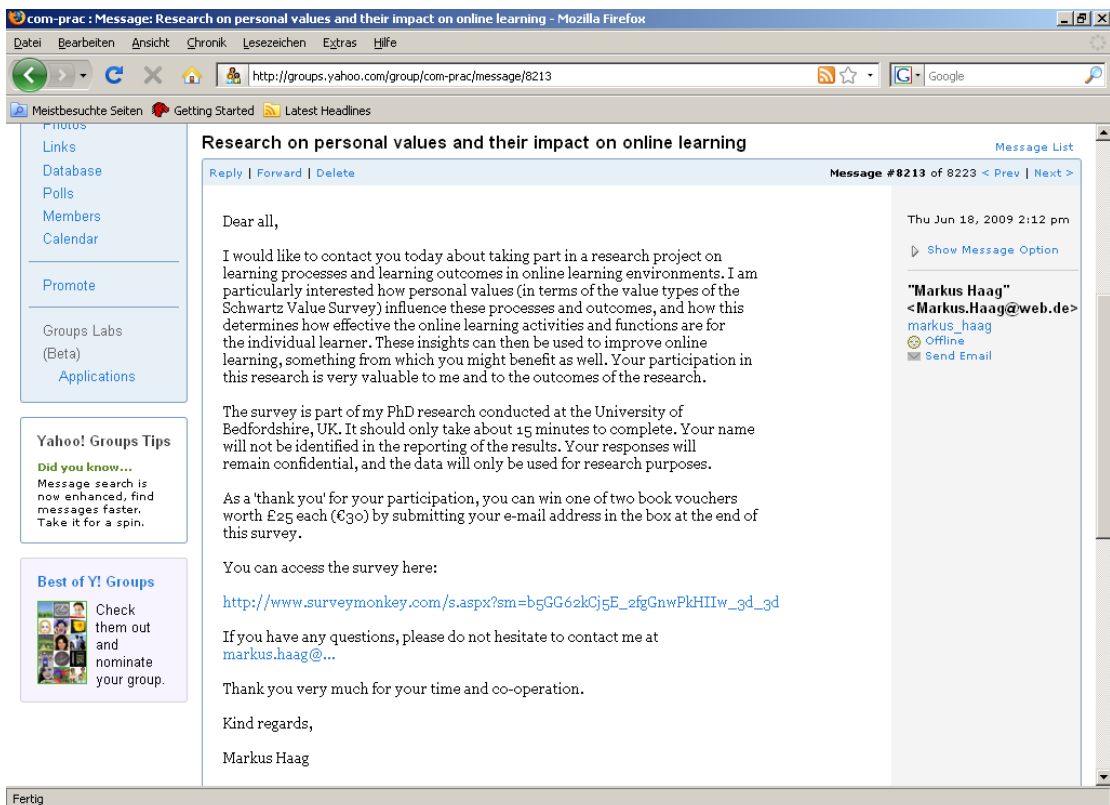 com-prac : Message: Research on personal values and their impact on online learning - Mozilla Firefox
Datei Bearbeiten Ansicht Chronik Lesezeichen Extras Hilfe
http://groups.yahoo.com/group/com-prac/message/8213
G Google
Meistbesuchte Seiten Getting Started Latest Headlines
Photos
Links
Database
Polls
Members
Calendar
Promote
Groups Labs
(Beta)
Applications
Yahoo! Groups Tips
Did you know...
Message search is
now enhanced, find
messages faster.
Take it for a spin.
Best of Y! Groups
Check
them out
and
nominate
your group.
Research on personal values and their impact on online learning
Message List
Reply | Forward | Delete
Message #8213 of 8223 < Prev | Next >
Dear all,
I would like to contact you today about taking part in a research project on
learning processes and learning outcomes in online learning environments. I am
particularly interested how personal values (in terms of the value types of the
Schwartz Value Survey) influence these processes and outcomes, and how this
determines how effective the online learning activities and functions are for
the individual learner. These insights can then be used to improve online
learning, something from which you might benefit as well. Your participation in
this research is very valuable to me and to the outcomes of the research.
The survey is part of my PhD research conducted at the University of
Bedfordshire, UK. It should only take about 15 minutes to complete. Your name
will not be identified in the reporting of the results. Your responses will
remain confidential, and the data will only be used for research purposes.
As a 'thank you' for your participation, you can win one of two book vouchers
worth £25 each (€30) by submitting your e-mail address in the box at the end of
this survey.
You can access the survey here:
http://www.surveymonkey.com/s.aspx?sm=b5GG62kCj5E_2fgGnwPkHIIw_3d_3d
If you have any questions, please do not hesitate to contact me at
markus.haag@...
Thank you very much for your time and co-operation.
Kind regards,
Markus Haag
Thu Jun 18, 2009 2:12 pm
Show Message Option
"Markus Haag"
<Markus.Haag@web.de>
markus_haag
Offline
Send Email
Fertig